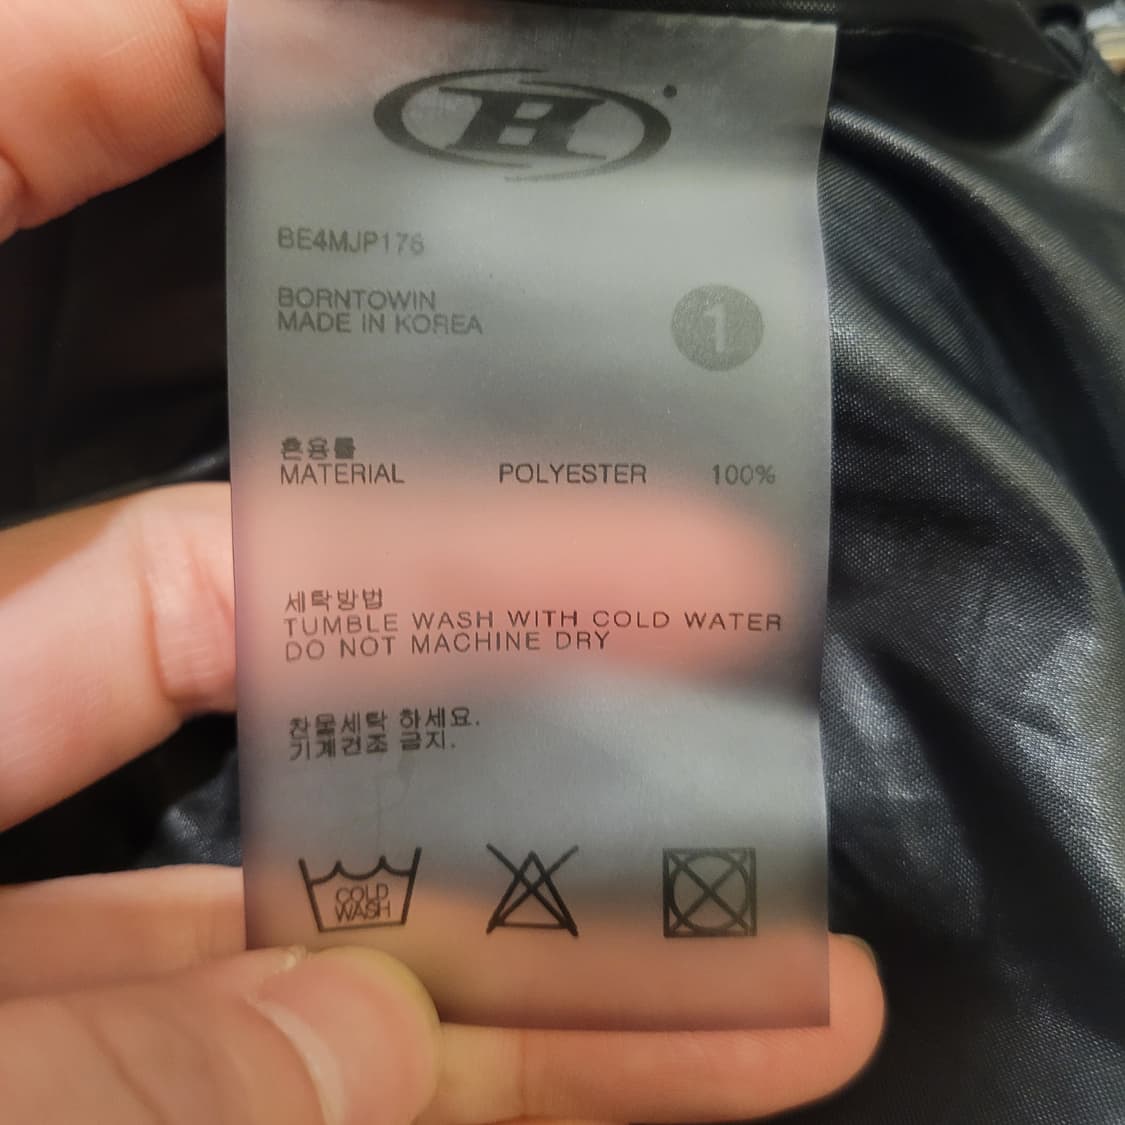 B
BE4MJP176
BORNTOWIN
MADE IN KOREA
1
혼용률
MATERIAL POLYESTER 100%
세탁방법
TUMBLE WASH WITH COLD WATER
DO NOT MACHINE DRY
찬물세탁 하세요.
기계건조 금지.
COLD
WASH